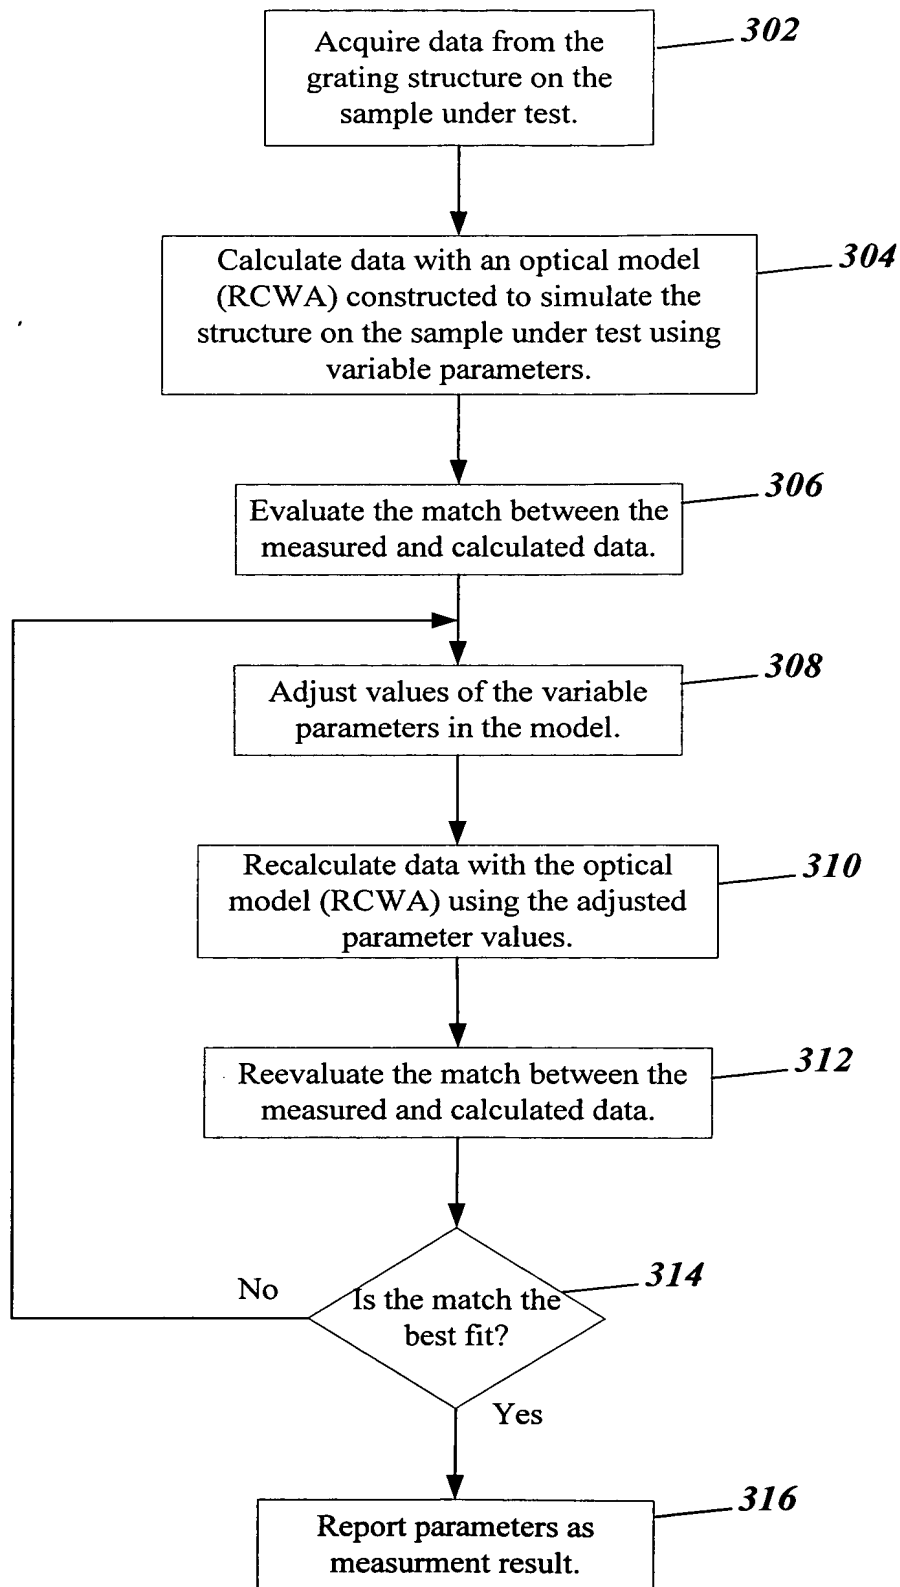 302
Acquire data from the
grating structure on the
sample under test.
304
Calculate data with an optical model
(RCWA) constructed to simulate the
structure on the sample under test using
variable parameters.
306
Evaluate the match between the
measured and calculated data.
308
Adjust values of the variable
parameters in the model.
310
Recalculate data with the optical
model (RCWA) using the adjusted
parameter values.
312
Reevaluate the match between the
measured and calculated data.
314
No
Is the match the
best fit?
Yes
316
Report parameters as
measurment result.